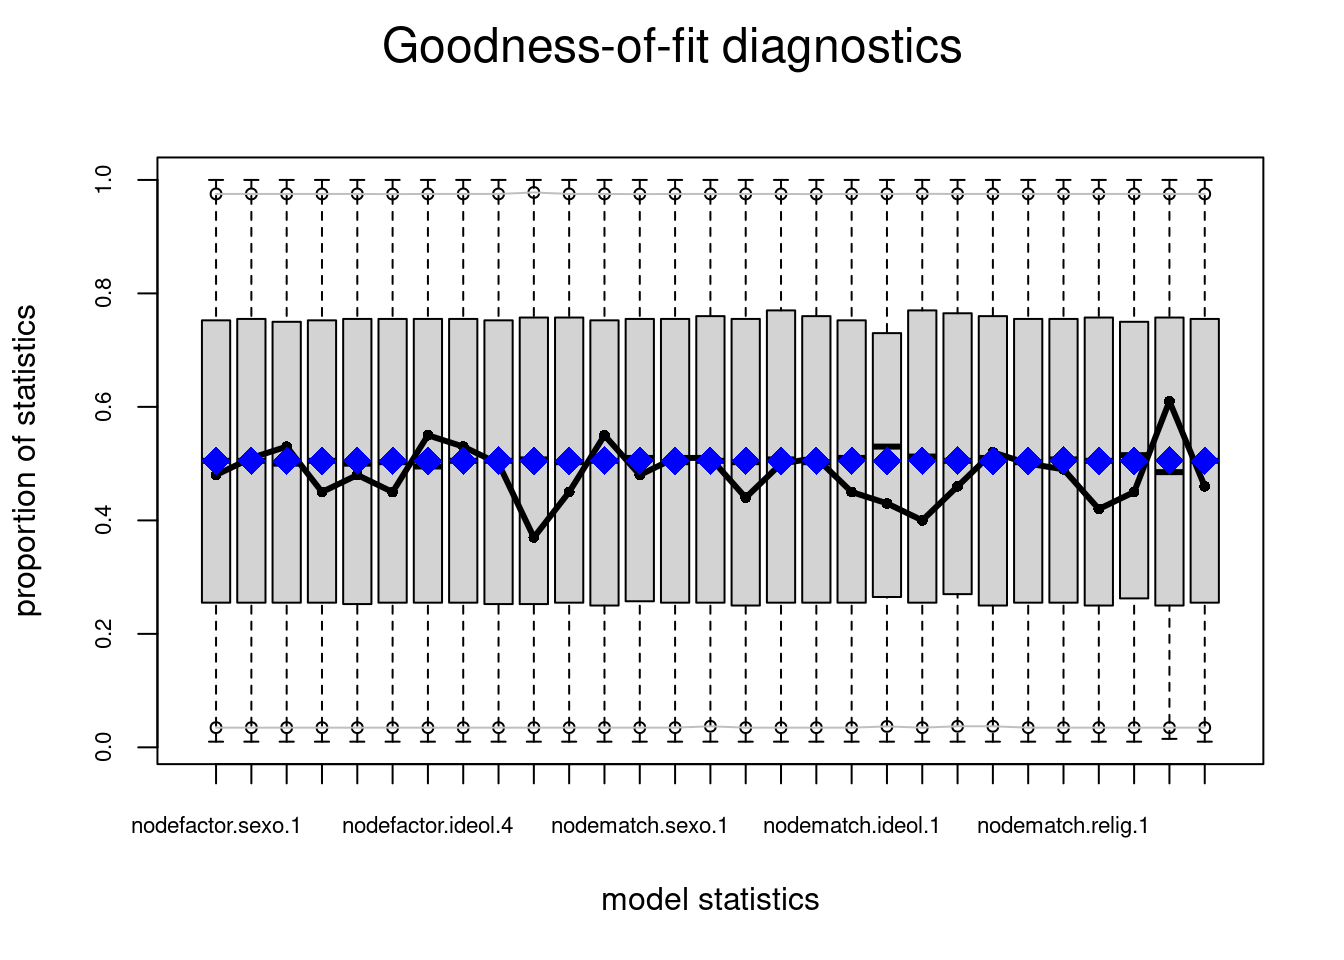 Goodness-of-fit diagnostics
proportion of statistics
1.0
0.8
0.6
0.4
0.2
0.0
nodefactor.sexo.1
nodefactor.ideol.4
nodematch.sexo.1
nodematch.ideol.1
nodematch.relig.1
model statistics